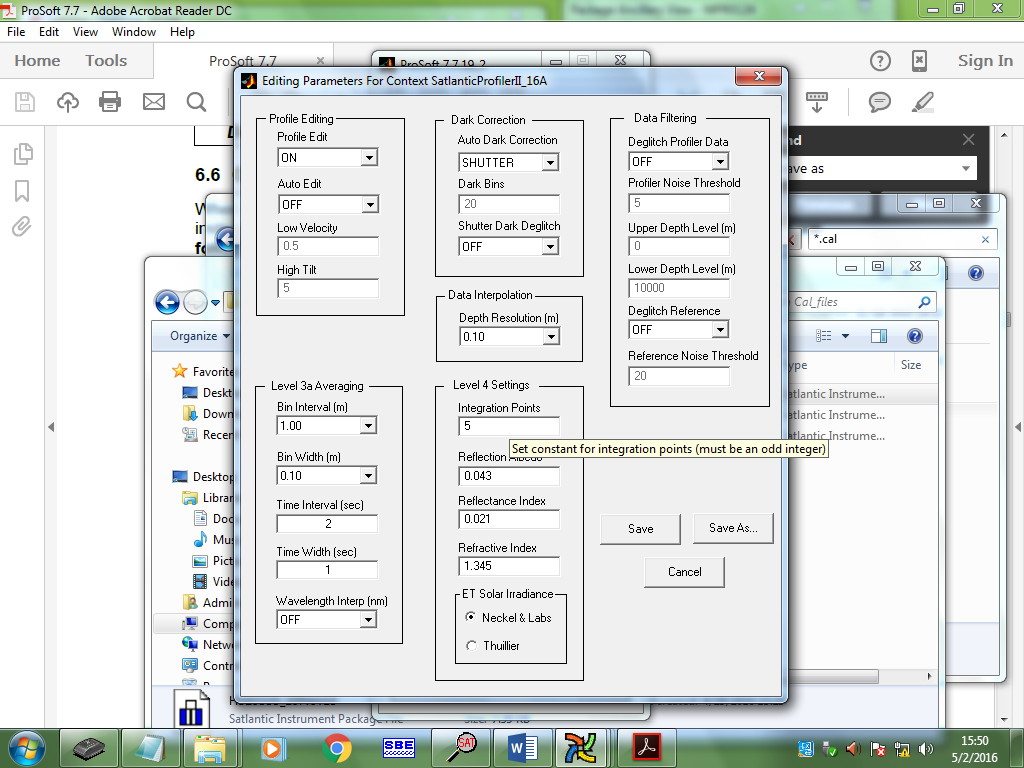 ProSoft 7.7 - Adobe Acrobat Reader DC
File Edit View Window Help
Home Tools ProSoft 7.7 × Sign In
ProSoft 7.7.19_2
Editing Parameters For Context SatlanticProfilerII_16A
6.6
Profile Editing
Profile Edit
ON
Auto Edit
OFF
Low Velocity
0.5
High Tilt
5
Level 3a Averaging
Bin Interval (m)
1.00
Bin Width (m)
0.10
Time Interval (sec)
2
Time Width (sec)
1
Wavelength Interp (nm)
OFF
Dark Correction
Auto Dark Correction
SHUTTER
Dark Bins
20
Shutter Dark Deglitch
OFF
Data Interpolation
Depth Resolution (m)
0.10
Level 4 Settings
Integration Points
5
Set constant for integration points (must be an odd integer)
Reflection
0.043
Reflectance Index
0.021
Refractive Index
1.345
ET Solar Irradiance
Neckel & Labs
Thuillier
Data Filtering
Deglitch Profiler Data
OFF
Profiler Noise Threshold
5
Upper Depth Level (m)
0
Lower Depth Level (m)
10000
Deglitch Reference
OFF
Reference Noise Threshold
20
Save
Save As...
Cancel
*.cal
Cal_files
Organize
Size
atlantic Instrume...
atlantic Instrume...
atlantic Instrume...
Favorite
Deskt
Down
Recen
Desktop
Librar
Doc
Mus
Pict
Vide
Admi
Comp
Netw
Contr
Satlantic Instrument Package File
SBE
SAT
15:50
5/2/2016